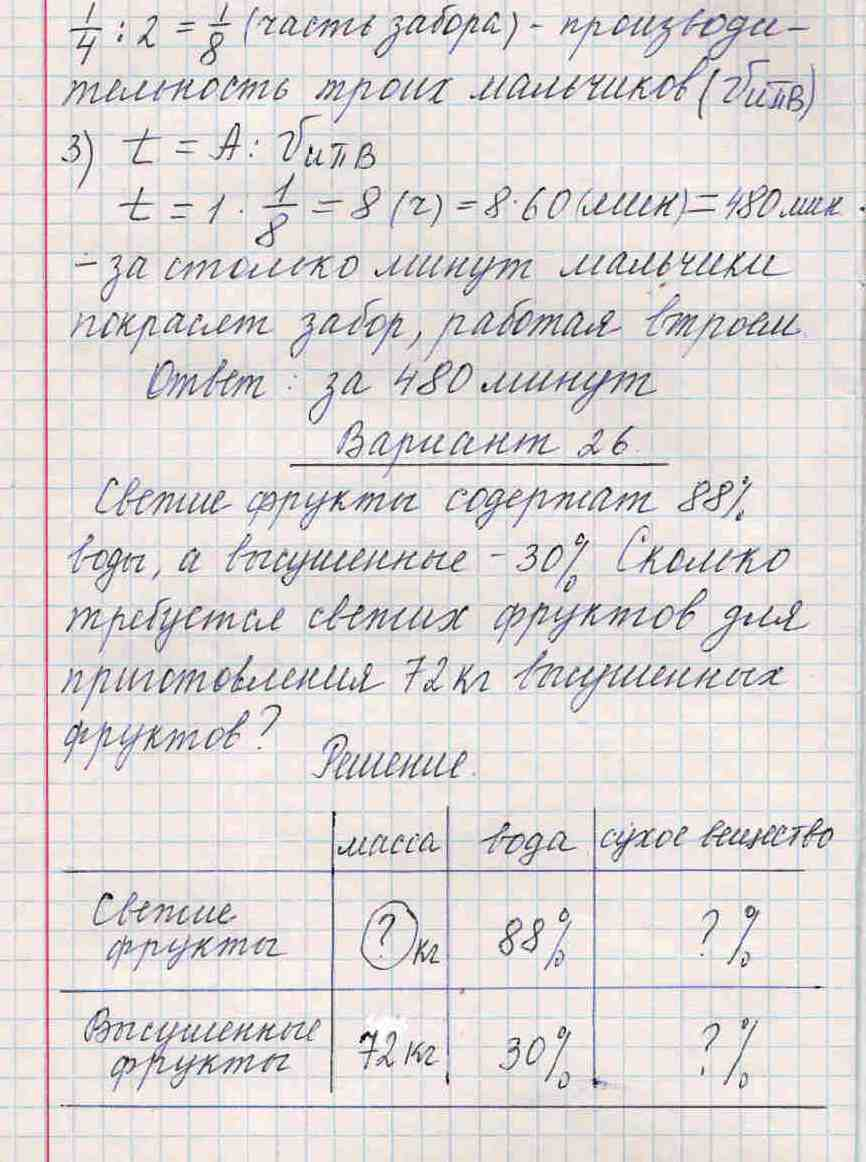 1/4 : 2 = 1/8 (часть забора) - производи-
тельность троих мальчиков (VИПВ)
3) t = A : VИПВ
t = 1 · 1/8 = 8 (ч) = 8·60 (мин) = 480 мин.
- за столько минут мальчики
покрасят забор, работая втроем.
Ответ: за 480 минут
Вариант 26.
Свежие фрукты содержат 88%
воды, а высушенные - 30% Сколько
требуется свежих фруктов для
приготовления 72 кг высушенных
фруктов?
Решение.
масса вода сухое вещество
Свежие фрукты ? кг 88% ? %
Высушенные фрукты 72 кг 30% ? %